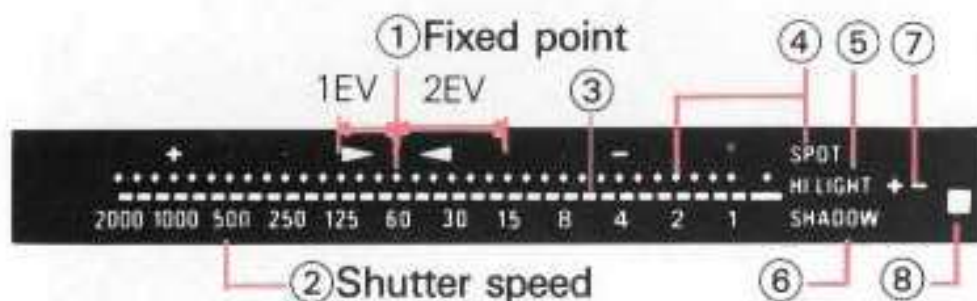 ①Fixed point ④ ⑤ ⑦
1EV 2EV ③
+ ► ◄ − SPOT
HI LIGHT + −
2000 1000 500 250 125 60 30 15 8 4 2 1 SHADOW
②Shutter speed ⑥ ⑧